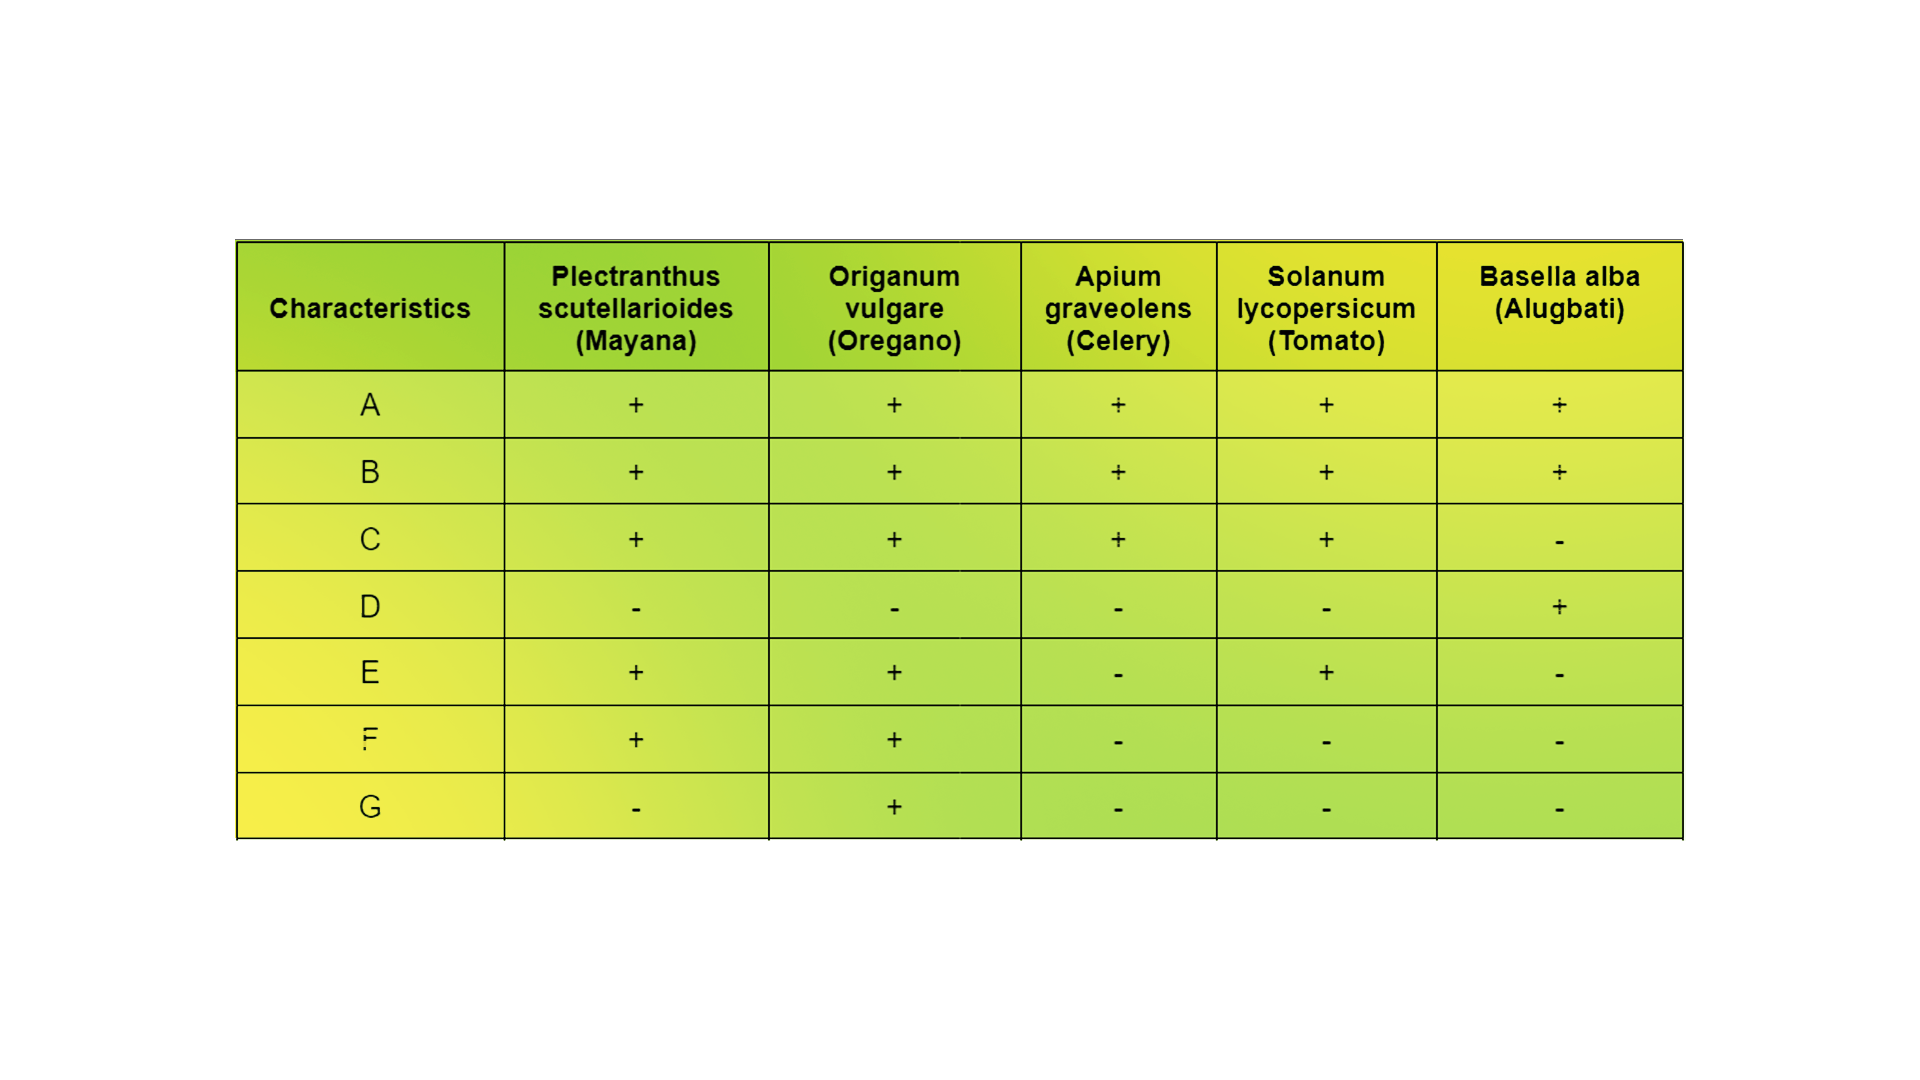 Characteristics
Plectranthus
scutellarioides
(Mayana)
Origanum
vulgare
(Oregano)
Apium
graveolens
(Celery)
Solanum
lycopersicum
(Tomato)
Basella alba
(Alugbati)
A + + + + +
B + + + + +
C + + + + -
D - - - - +
E + + - + -
F + + - - -
G - + - - -